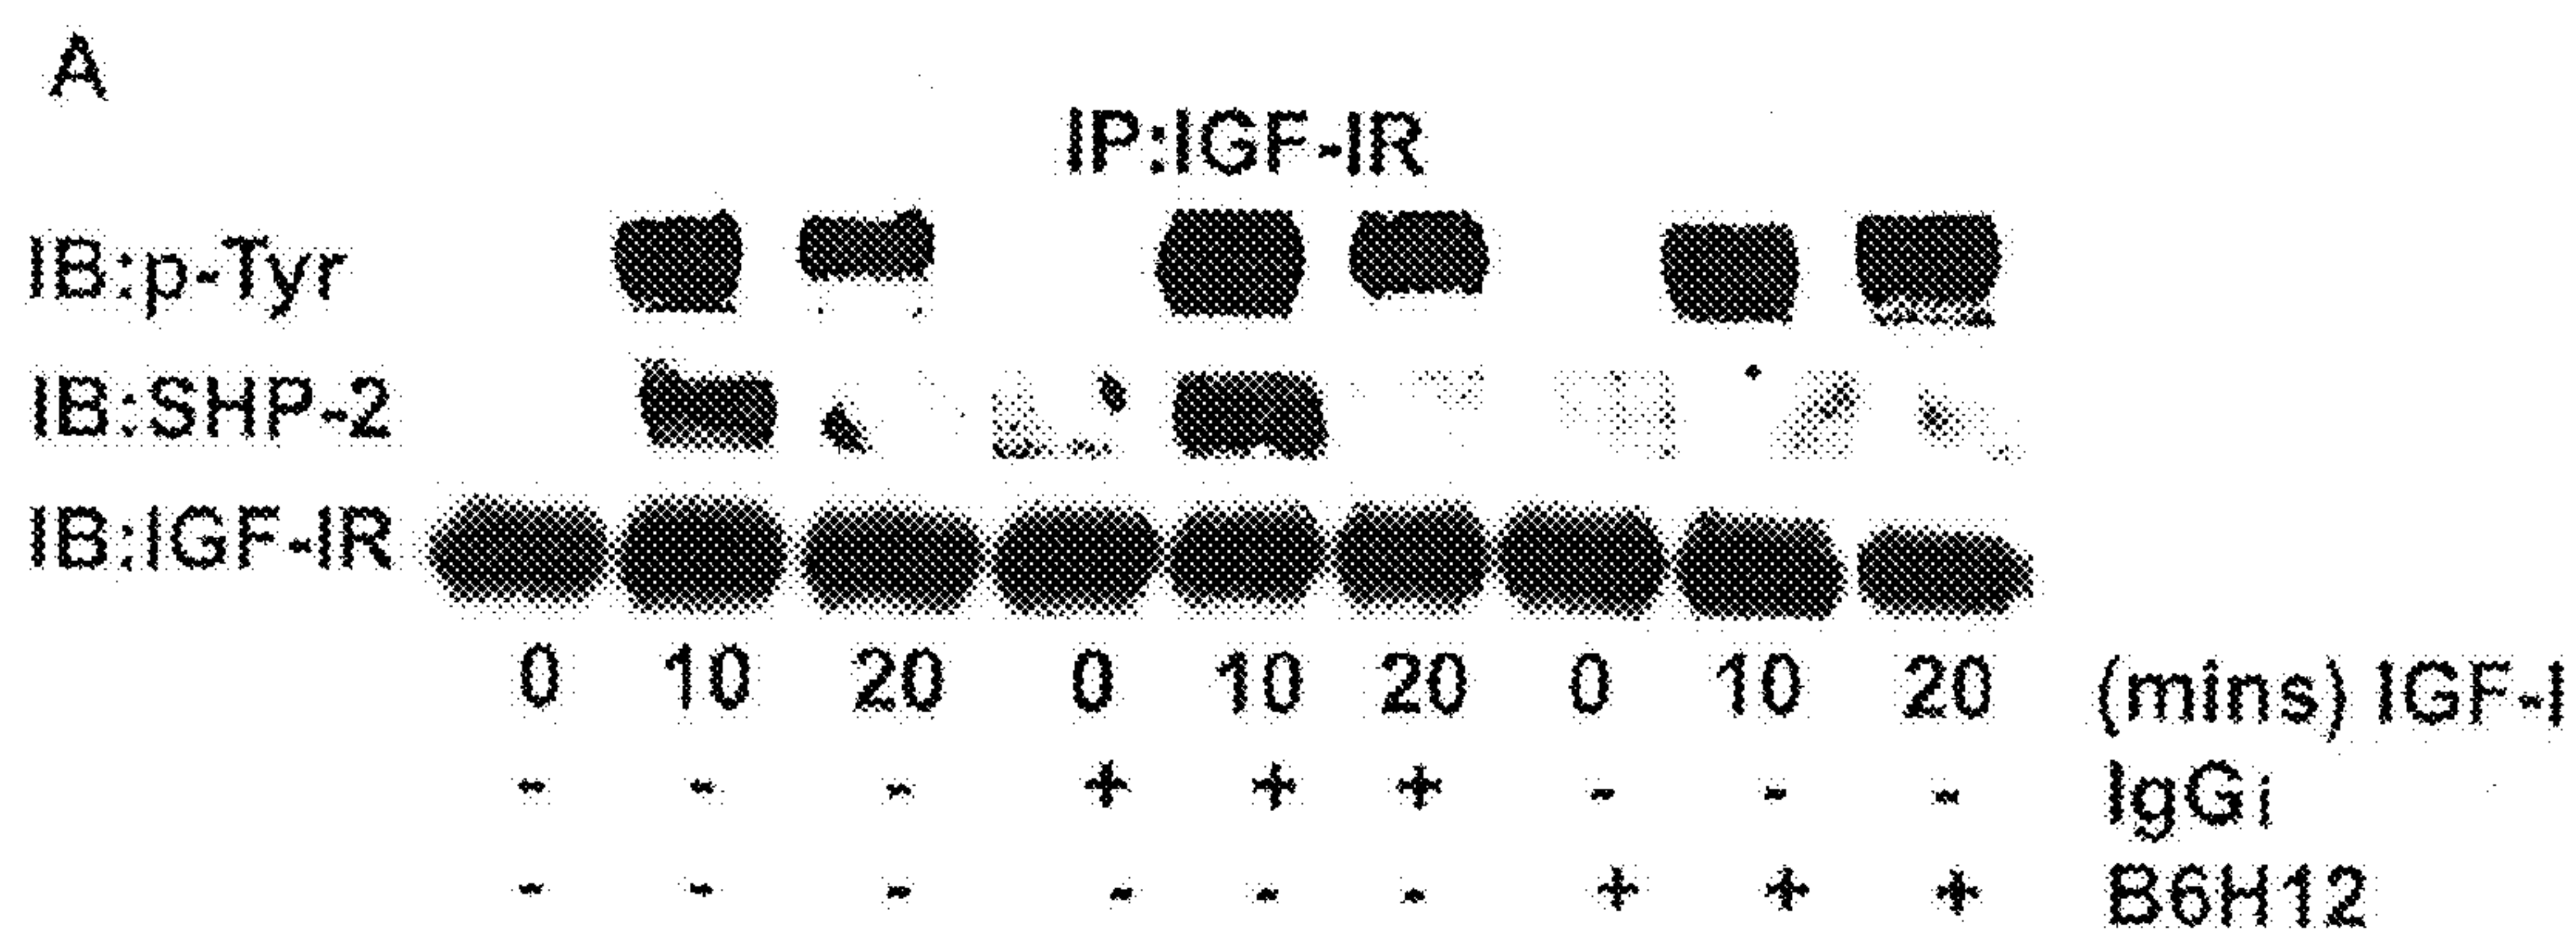 A
IP:IGF-IR
IB:p-Tyr
IB:SHP-2
IB:IGF-IR
0 10 20 0 10 20 0 10 20 (mins) IGF-I
- - - + + + - - - IgGi
- - - - - - + + + B6H12